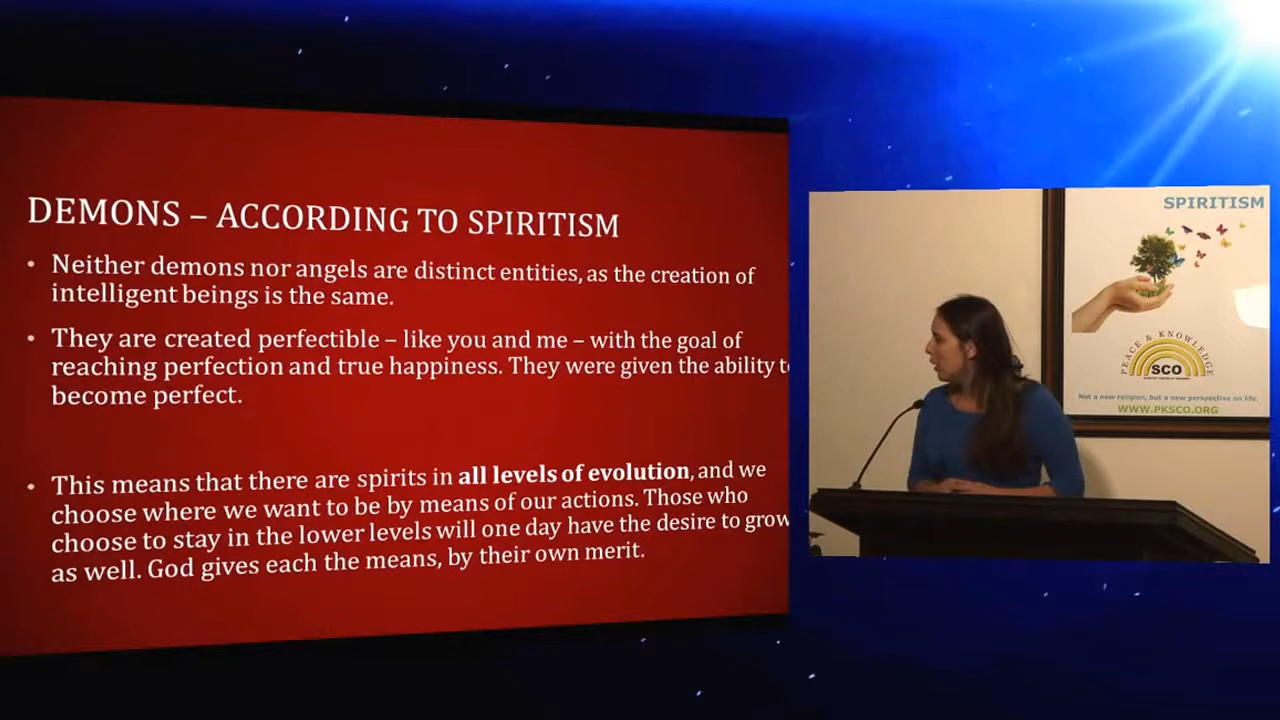 DEMONS – ACCORDING TO SPIRITISM
• Neither demons nor angels are distinct entities, as the creation of
intelligent beings is the same.
• They are created perfectible – like you and me – with the goal of
reaching perfection and true happiness. They were given the ability to
become perfect.
• This means that there are spirits in all levels of evolution, and we
choose where we want to be by means of our actions. Those who
choose to stay in the lower levels will one day have the desire to grow
as well. God gives each the means, by their own merit.
SPIRITISM
PEACE & KNOWLEDGE
SCO
Not a new religion, but a new perspective on life.
WWW.PKSCO.ORG